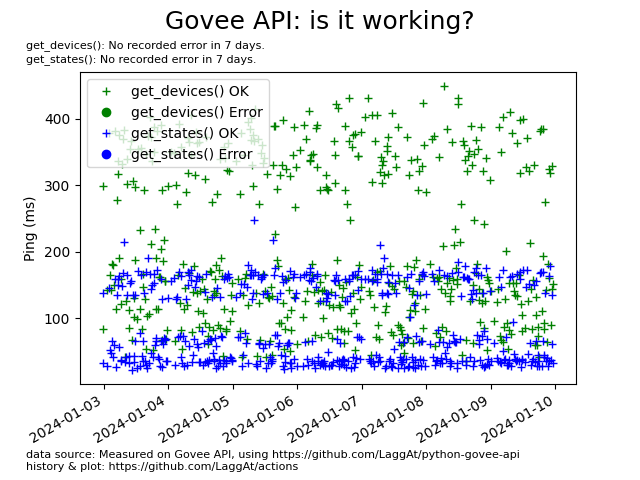 Govee API: is it working?
get_devices(): No recorded error in 7 days.
get_states(): No recorded error in 7 days.
get_devices() OK
get_devices() Error
get_states() OK
get_states() Error
Ping (ms)
400
300
200
100
2024-01-03
2024-01-04
2024-01-05
2024-01-06
2024-01-07
2024-01-08
2024-01-09
2024-01-10
data source: Measured on Govee API, using https://github.com/LaggAt/python-govee-api
history & plot: https://github.com/LaggAt/actions